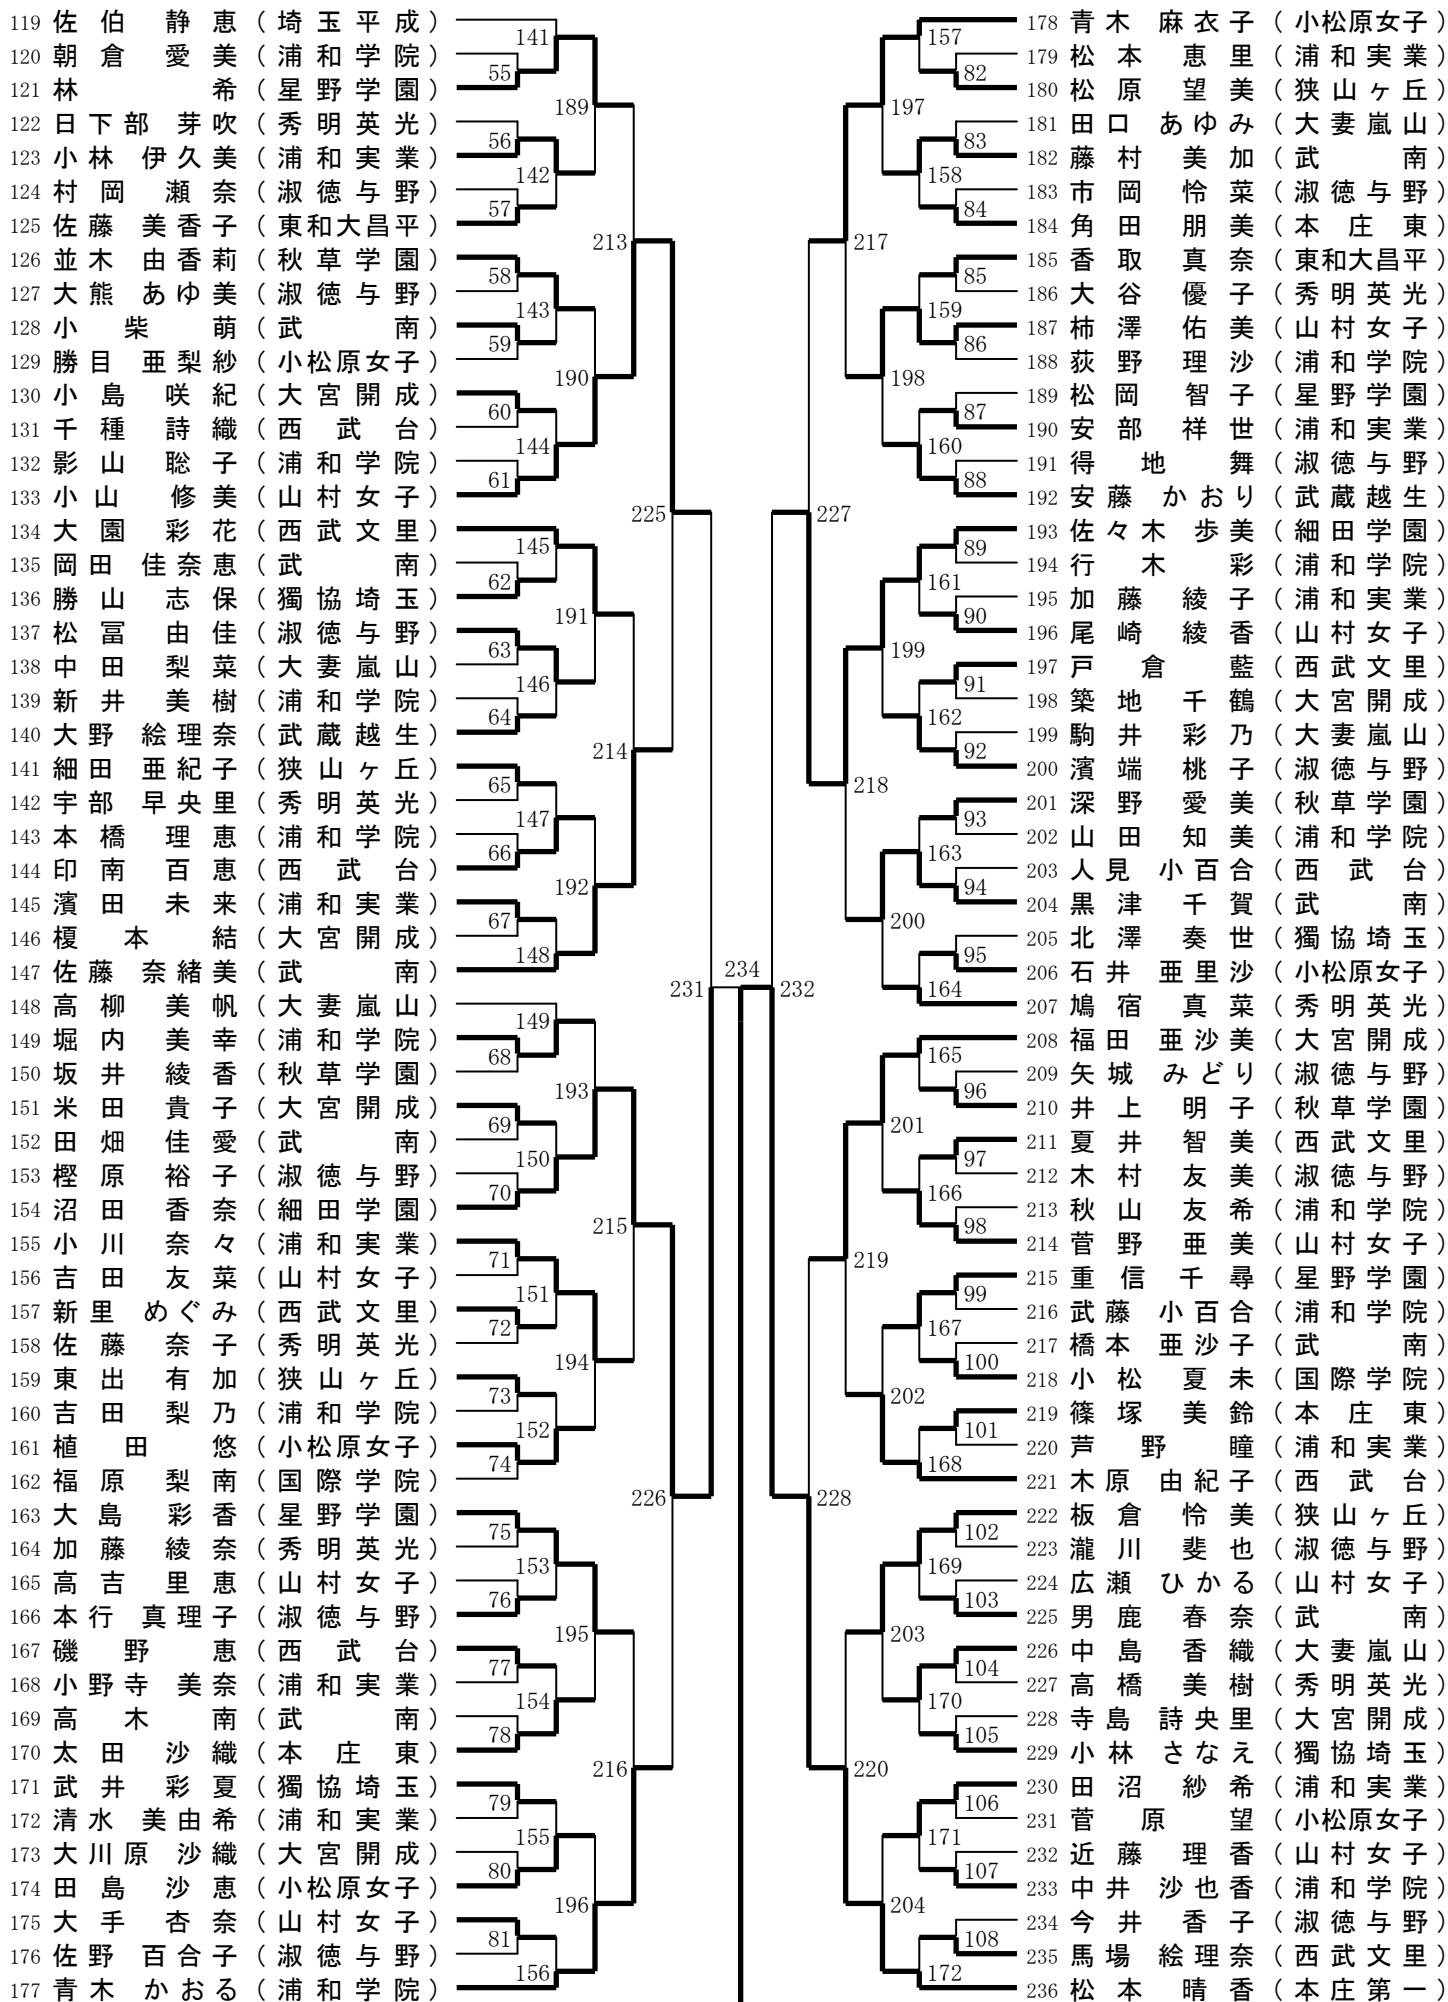 119 佐伯 静恵 (埼玉平成)
120 朝倉 愛美 (浦和学院)
121 林 希 (星野学園)
122 日下部 芽吹 (秀明英光)
123 小林 伊久美 (浦和実業)
124 村岡 瀬奈 (淑徳与野)
125 佐藤 美香子 (東和大昌平)
126 並木 由香莉 (秋草学園)
127 大熊 あゆ美 (淑徳与野)
128 小柴 萌 (武南)
129 勝目 亜梨紗 (小松原女子)
130 小島 咲紀 (大宮開成)
131 千種 詩織 (西武台)
132 影山 聡子 (浦和学院)
133 小山 修美 (山村女子)
134 大園 彩花 (西武文里)
135 岡田 佳奈恵 (武南)
136 勝山 志保 (獨協埼玉)
137 松冨 由佳 (淑徳与野)
138 中田 梨菜 (大妻嵐山)
139 新井 美樹 (浦和学院)
140 大野 絵理奈 (武蔵越生)
141 細田 亜紀子 (狭山ヶ丘)
142 宇部 早央里 (秀明英光)
143 本橋 理恵 (浦和学院)
144 印南 百恵 (西武台)
145 濱田 未来 (浦和実業)
146 榎本 結 (大宮開成)
147 佐藤 奈緒美 (武南)
148 高柳 美帆 (大妻嵐山)
149 堀内 美幸 (浦和学院)
150 坂井 綾香 (秋草学園)
151 米田 貴子 (大宮開成)
152 田畑 佳愛 (武南)
153 樫原 裕子 (淑徳与野)
154 沼田 香奈 (細田学園)
155 小川 奈々 (浦和実業)
156 吉田 友菜 (山村女子)
157 新里 めぐみ (西武文里)
158 佐藤 奈子 (秀明英光)
159 東出 有加 (狭山ヶ丘)
160 吉田 梨乃 (浦和学院)
161 植田 悠 (小松原女子)
162 福原 梨南 (国際学院)
163 大島 彩香 (星野学園)
164 加藤 綾奈 (秀明英光)
165 高吉 里恵 (山村女子)
166 本行 真理子 (淑徳与野)
167 磯野 恵 (西武台)
168 小野寺 美奈 (浦和実業)
169 高木 南 (武南)
170 太田 沙織 (本庄東)
171 武井 彩夏 (獨協埼玉)
172 清水 美由希 (浦和実業)
173 大川原 沙織 (大宮開成)
174 田島 沙恵 (小松原女子)
175 大手 杏奈 (山村女子)
176 佐野 百合子 (淑徳与野)
177 青木 かおる (浦和学院)
141
55
189
56
142
57
213
58
143
59
190
60
144
61
225
145
62
191
63
146
64
214
65
147
66
192
67
148
231
149
68
193
69
150
70
215
71
151
72
194
73
152
74
226
75
153
76
195
77
154
78
216
79
155
80
196
81
156
234
157
82
197
83
158
84
217
85
159
86
198
87
160
88
227
89
161
90
199
91
162
92
218
93
163
94
200
95
164
232
165
96
201
97
166
98
219
99
167
100
202
101
168
228
102
169
103
203
104
170
105
220
106
171
107
204
108
172
178 青木 麻衣子 (小松原女子)
179 松本 恵里 (浦和実業)
180 松原 望美 (狭山ヶ丘)
181 田口 あゆみ (大妻嵐山)
182 藤村 美加 (武南)
183 市岡 怜菜 (淑徳与野)
184 角田 朋美 (本庄東)
185 香取 真奈 (東和大昌平)
186 大谷 優子 (秀明英光)
187 柿澤 佑美 (山村女子)
188 荻野 理沙 (浦和学院)
189 松岡 智子 (星野学園)
190 安部 祥世 (浦和実業)
191 得地 舞 (淑徳与野)
192 安藤 かおり (武蔵越生)
193 佐々木 歩美 (細田学園)
194 行木 彩 (浦和学院)
195 加藤 綾子 (浦和実業)
196 尾崎 綾香 (山村女子)
197 戸倉 藍 (西武文里)
198 築地 千鶴 (大宮開成)
199 駒井 彩乃 (大妻嵐山)
200 濱端 桃子 (淑徳与野)
201 深野 愛美 (秋草学園)
202 山田 知美 (浦和学院)
203 人見 小百合 (西武台)
204 黒津 千賀 (武南)
205 北澤 奏世 (獨協埼玉)
206 石井 亜里沙 (小松原女子)
207 鳩宿 真菜 (秀明英光)
208 福田 亜沙美 (大宮開成)
209 矢城 みどり (淑徳与野)
210 井上 明子 (秋草学園)
211 夏井 智美 (西武文里)
212 木村 友美 (淑徳与野)
213 秋山 友希 (浦和学院)
214 菅野 亜美 (山村女子)
215 重信 千尋 (星野学園)
216 武藤 小百合 (浦和学院)
217 橋本 亜沙子 (武南)
218 小松 夏未 (国際学院)
219 篠塚 美鈴 (本庄東)
220 芦野 瞳 (浦和実業)
221 木原 由紀子 (西武台)
222 板倉 怜美 (狭山ヶ丘)
223 瀧川 斐也 (淑徳与野)
224 広瀬 ひかる (山村女子)
225 男鹿 春奈 (武南)
226 中島 香織 (大妻嵐山)
227 高橋 美樹 (秀明英光)
228 寺島 詩央里 (大宮開成)
229 小林 さなえ (獨協埼玉)
230 田沼 紗希 (浦和実業)
231 菅原 望 (小松原女子)
232 近藤 理香 (山村女子)
233 中井 沙也香 (浦和学院)
234 今井 香子 (淑徳与野)
235 馬場 絵理奈 (西武文里)
236 松本 晴香 (本庄第一)